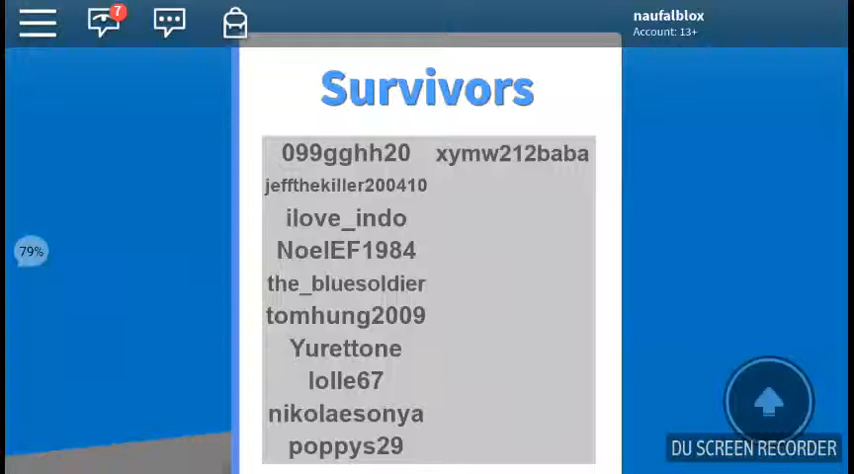 7
naufalblox
Account: 13+
Survivors
099gghh20 xymw212baba
jeffthekiller200410
ilove_indo
NoelEF1984
the_bluesoldier
tomhung2009
Yurettone
lolle67
nikolaesonya
poppys29
79%
DU SCREEN RECORDER